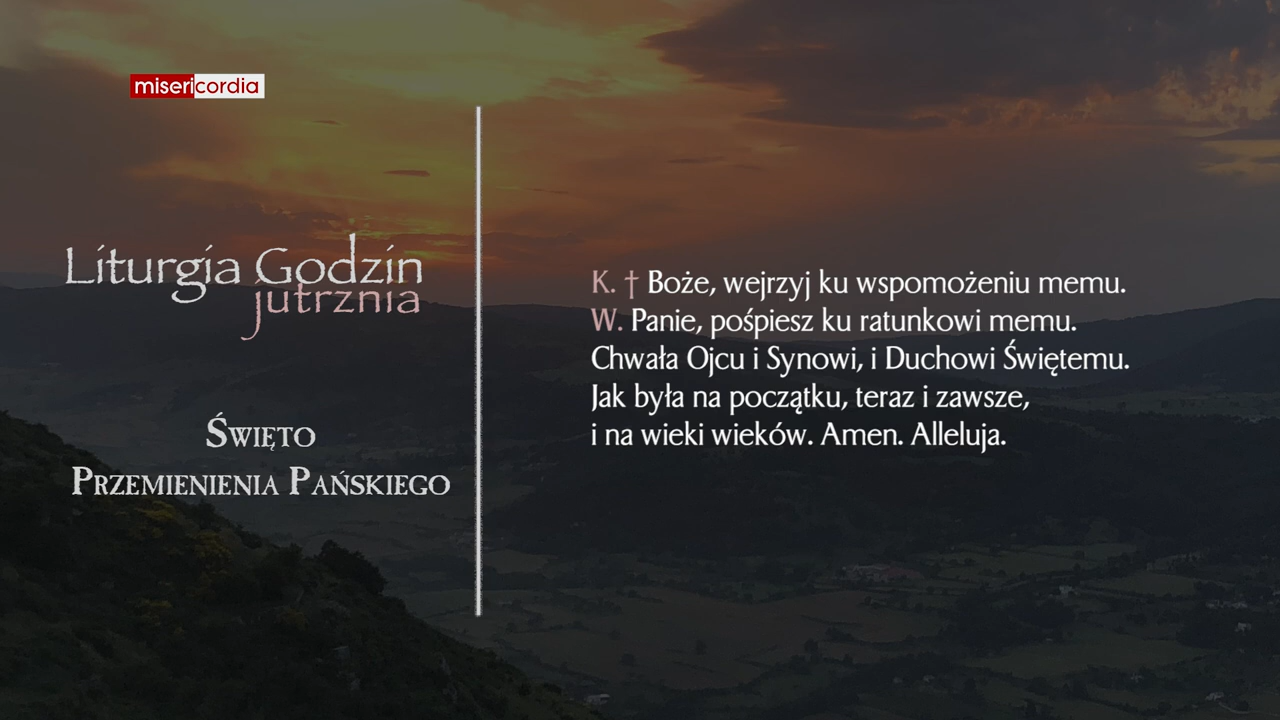 misericordia
Liturgia Godzin
jutrznia
Święto
Przemienienia Pańskiego
K. † Boże, wejrzyj ku wspomożeniu memu.
W. Panie, pośpiesz ku ratunkowi memu.
Chwała Ojcu i Synowi, i Duchowi Świętemu.
Jak była na początku, teraz i zawsze,
i na wieki wieków. Amen. Alleluja.